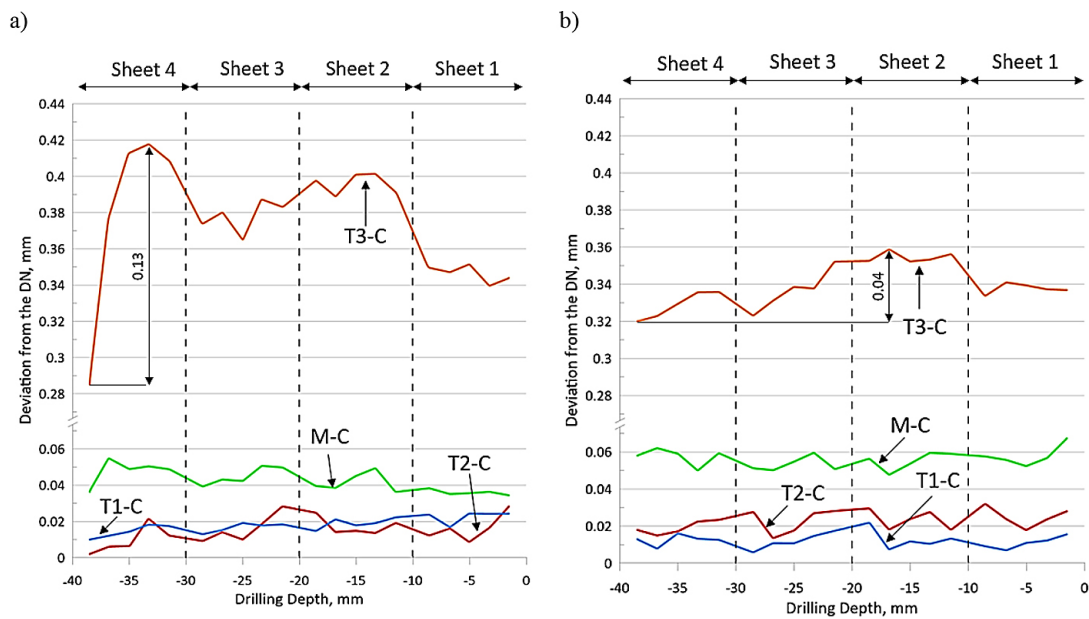 a)
Sheet 4 Sheet 3 Sheet 2 Sheet 1
0.44
0.42
0.4
0.38
0.36
0.34
0.32
0.3
0.28
0.06
0.04
0.02
0
Deviation from the DN, mm
0.13
T3-C
M-C
T2-C
T1-C
-40 -35 -30 -25 -20 -15 -10 -5 0
Drilling Depth, mm
b)
Sheet 4 Sheet 3 Sheet 2 Sheet 1
0.44
0.42
0.4
0.38
0.36
0.34
0.32
0.3
0.28
0.06
0.04
0.02
0
Deviation from the DN, mm
0.04
T3-C
M-C
T2-C
T1-C
-40 -35 -30 -25 -20 -15 -10 -5 0
Drilling Depth, mm